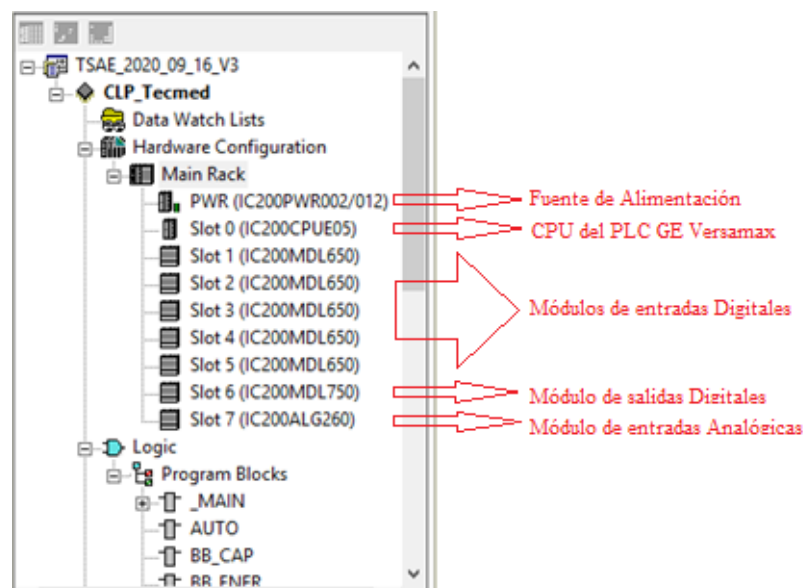 TSAE_2020_09_16_V3
CLP_Tecmed
Data Watch Lists
Hardware Configuration
Main Rack
PWR (IC200PWR002/012) Fuente de Alimentación
Slot 0 (IC200CPUE05) CPU del PLC GE Versamax
Slot 1 (IC200MDL650)
Slot 2 (IC200MDL650)
Slot 3 (IC200MDL650) Módulos de entradas Digitales
Slot 4 (IC200MDL650)
Slot 5 (IC200MDL650)
Slot 6 (IC200MDL750) Módulo de salidas Digitales
Slot 7 (IC200ALG260) Módulo de entradas Analógicas
Logic
Program Blocks
_MAIN
AUTO
BB_CAP
BB_ENER